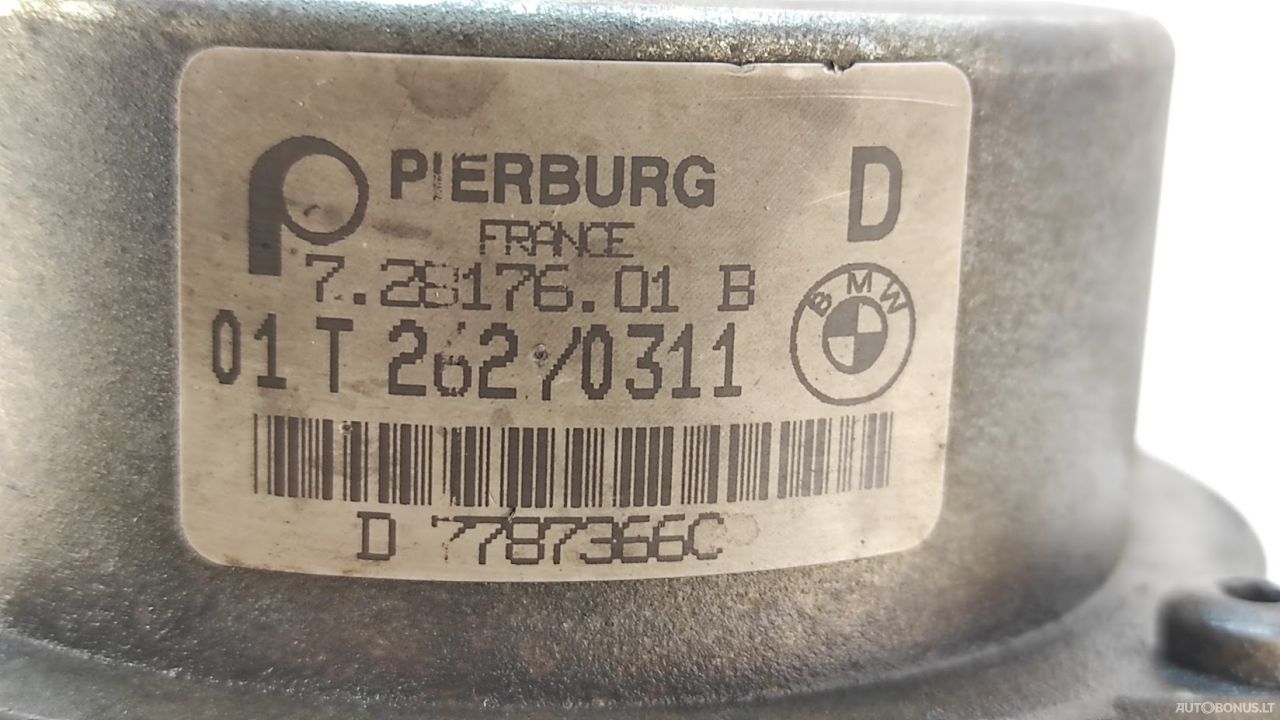 PIERBURG D
FRANCE
7.28176.01 B
BMW
01 T 262/0311
D 7787366C
AUTOBONUS.LT